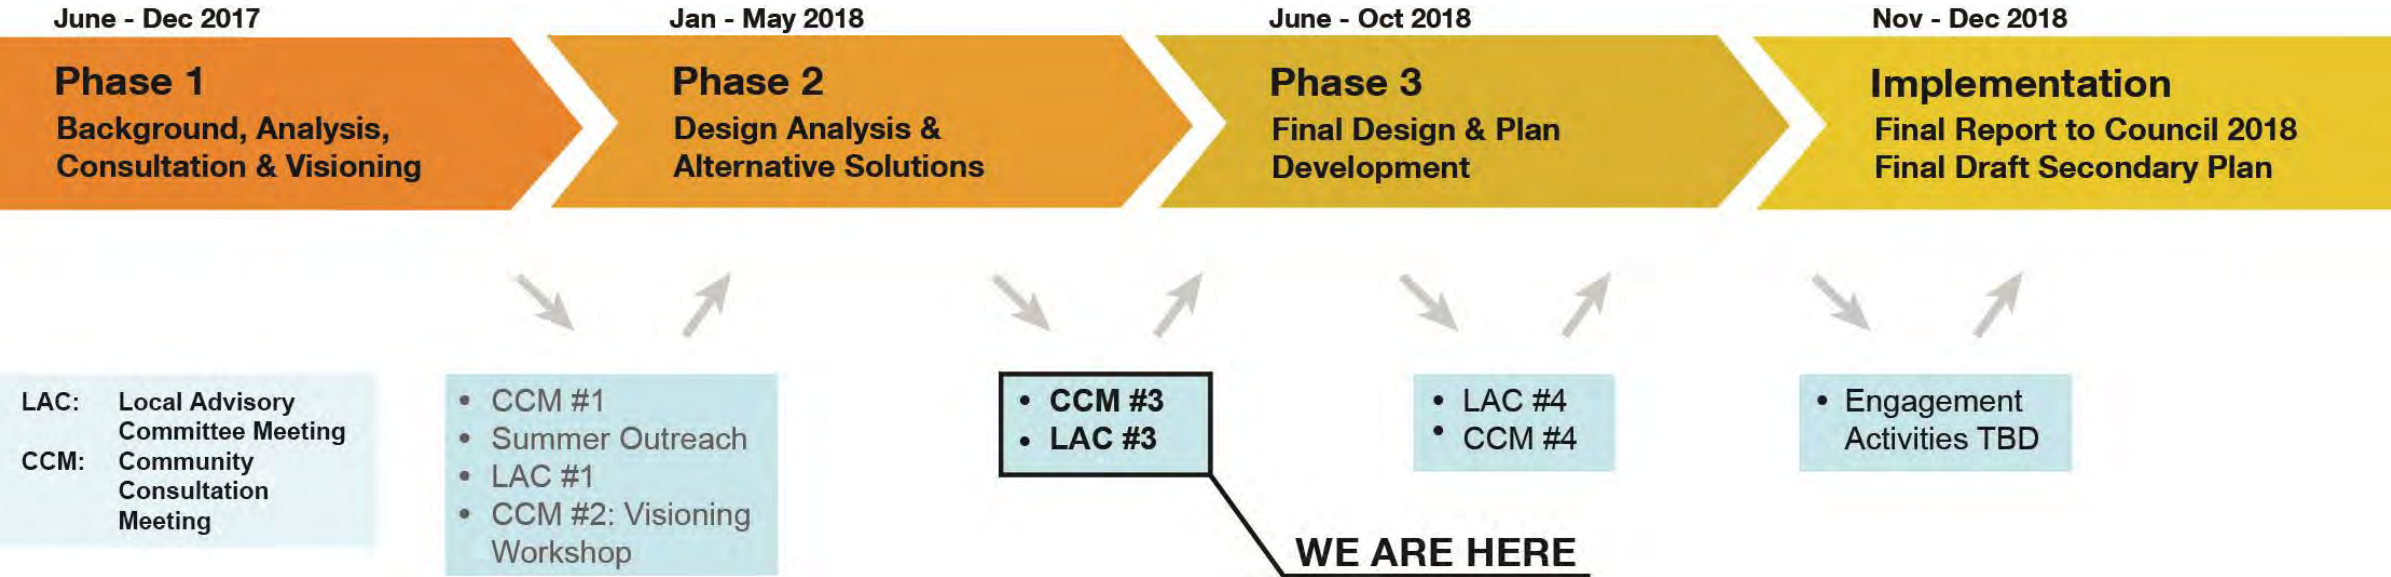 June - Dec 2017
Jan - May 2018
June - Oct 2018
Nov - Dec 2018
Phase 1
Background, Analysis,
Consultation & Visioning
Phase 2
Design Analysis &
Alternative Solutions
Phase 3
Final Design & Plan
Development
Implementation
Final Report to Council 2018
Final Draft Secondary Plan
LAC: Local Advisory
Committee Meeting
CCM: Community
Consultation
Meeting
• CCM #1
• Summer Outreach
• LAC #1
• CCM #2: Visioning
Workshop
• CCM #3
• LAC #3
WE ARE HERE
• LAC #4
• CCM #4
• Engagement
Activities TBD